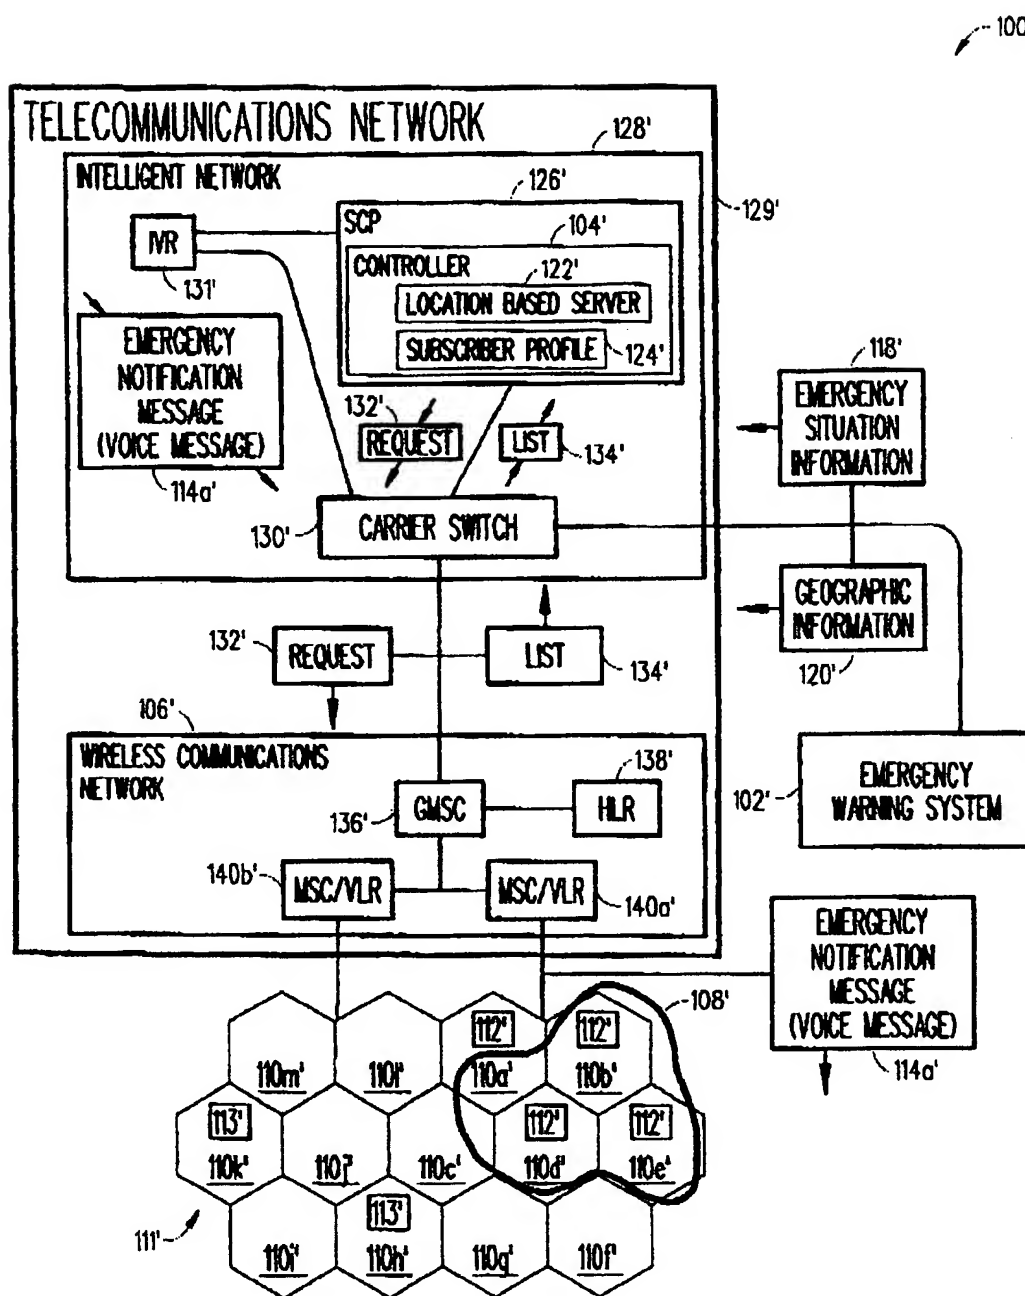 100
TELECOMMUNICATIONS NETWORK
128'
INTELLIGENT NETWORK
126'
129'
SCP
IVR
104'
131'
CONTROLLER
122'
LOCATION BASED SERVER
SUBSCRIBER PROFILE
124'
EMERGENCY
NOTIFICATION
MESSAGE
(VOICE MESSAGE)
114a'
132'
REQUEST
LIST
134'
118'
EMERGENCY
SITUATION
INFORMATION
130'
CARRIER SWITCH
GEOGRAPHIC
INFORMATION
120'
132'
REQUEST
LIST
134'
106'
WIRELESS COMMUNICATIONS
NETWORK
138'
GMSC
136'
HLR
102'
EMERGENCY
WARNING SYSTEM
140b'
MSC/VLR
MSC/VLR
140a'
EMERGENCY
NOTIFICATION
MESSAGE
(VOICE MESSAGE)
114a'
108'
112'
112'
110m'
110l'
110a'
110b'
113'
112'
112'
110k'
110j'
110c'
110d'
110e'
113'
111'
110i'
110h'
110g'
110f'